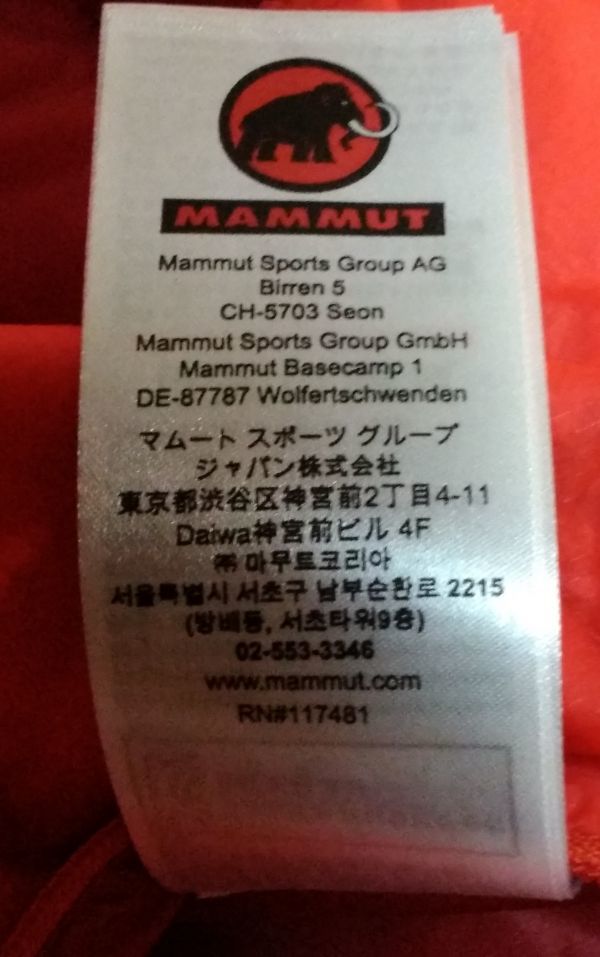 MAMMUT
Mammut Sports Group AG
Birren 5
CH-5703 Seon
Mammut Sports Group GmbH
Mammut Basecamp 1
DE-87787 Wolfertschwenden
マムート スポーツ グループ
ジャパン株式会社
東京都渋谷区神宮前2丁目4-11
Daiwa神宮前ビル 4F
㈜ 마무트코리아
서울특별시 서초구 남부순환로 2215
(방배동, 서초타워9층)
02-553-3346
www.mammut.com
RN#117481